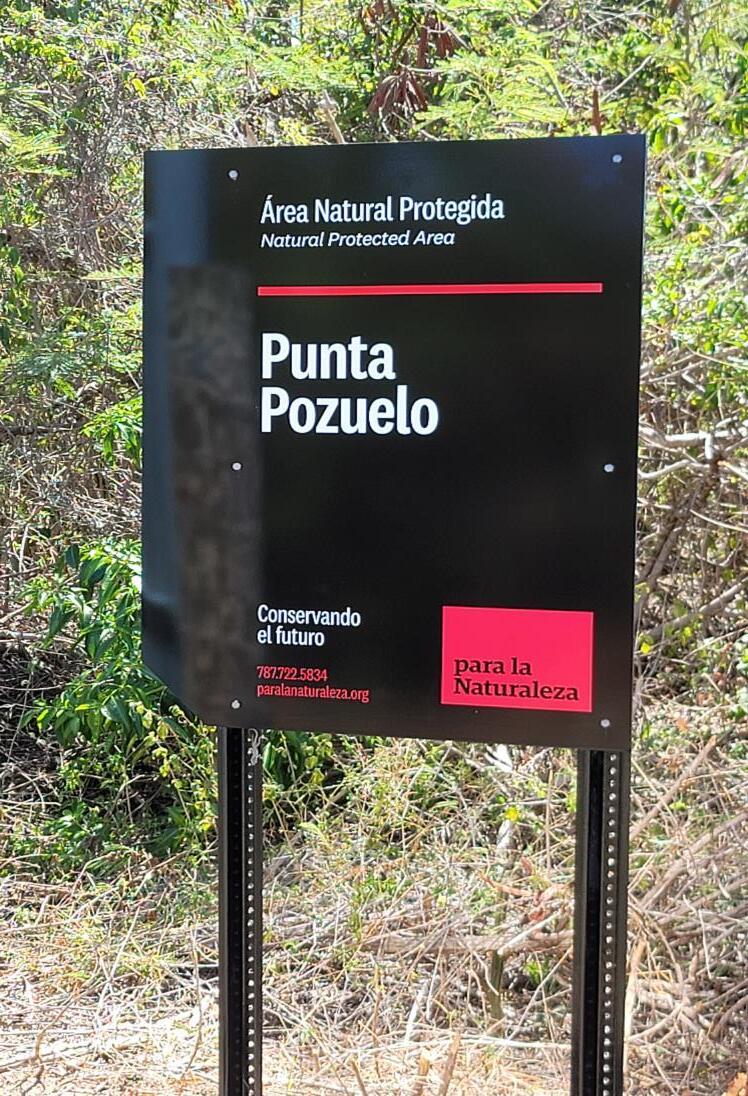 Área Natural Protegida
Natural Protected Area
Punta
Pozuelo
Conservando
el futuro
787.722.5834
paralanaturaleza.org
para la
Naturaleza